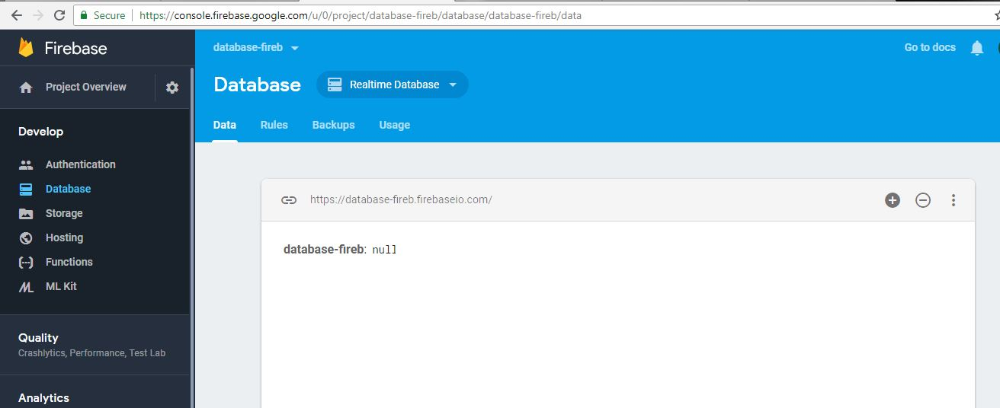 Secure https://console.firebase.google.com/u/0/project/database-fireb/database/database-fireb/data
Firebase
database-fireb
Go to docs
Project Overview
Database Realtime Database
Data Rules Backups Usage
Develop
Authentication
Database
Storage
Hosting
Functions
ML Kit
Quality
Crashlytics, Performance, Test Lab
Analytics
https://database-fireb.firebaseio.com/
database-fireb: null